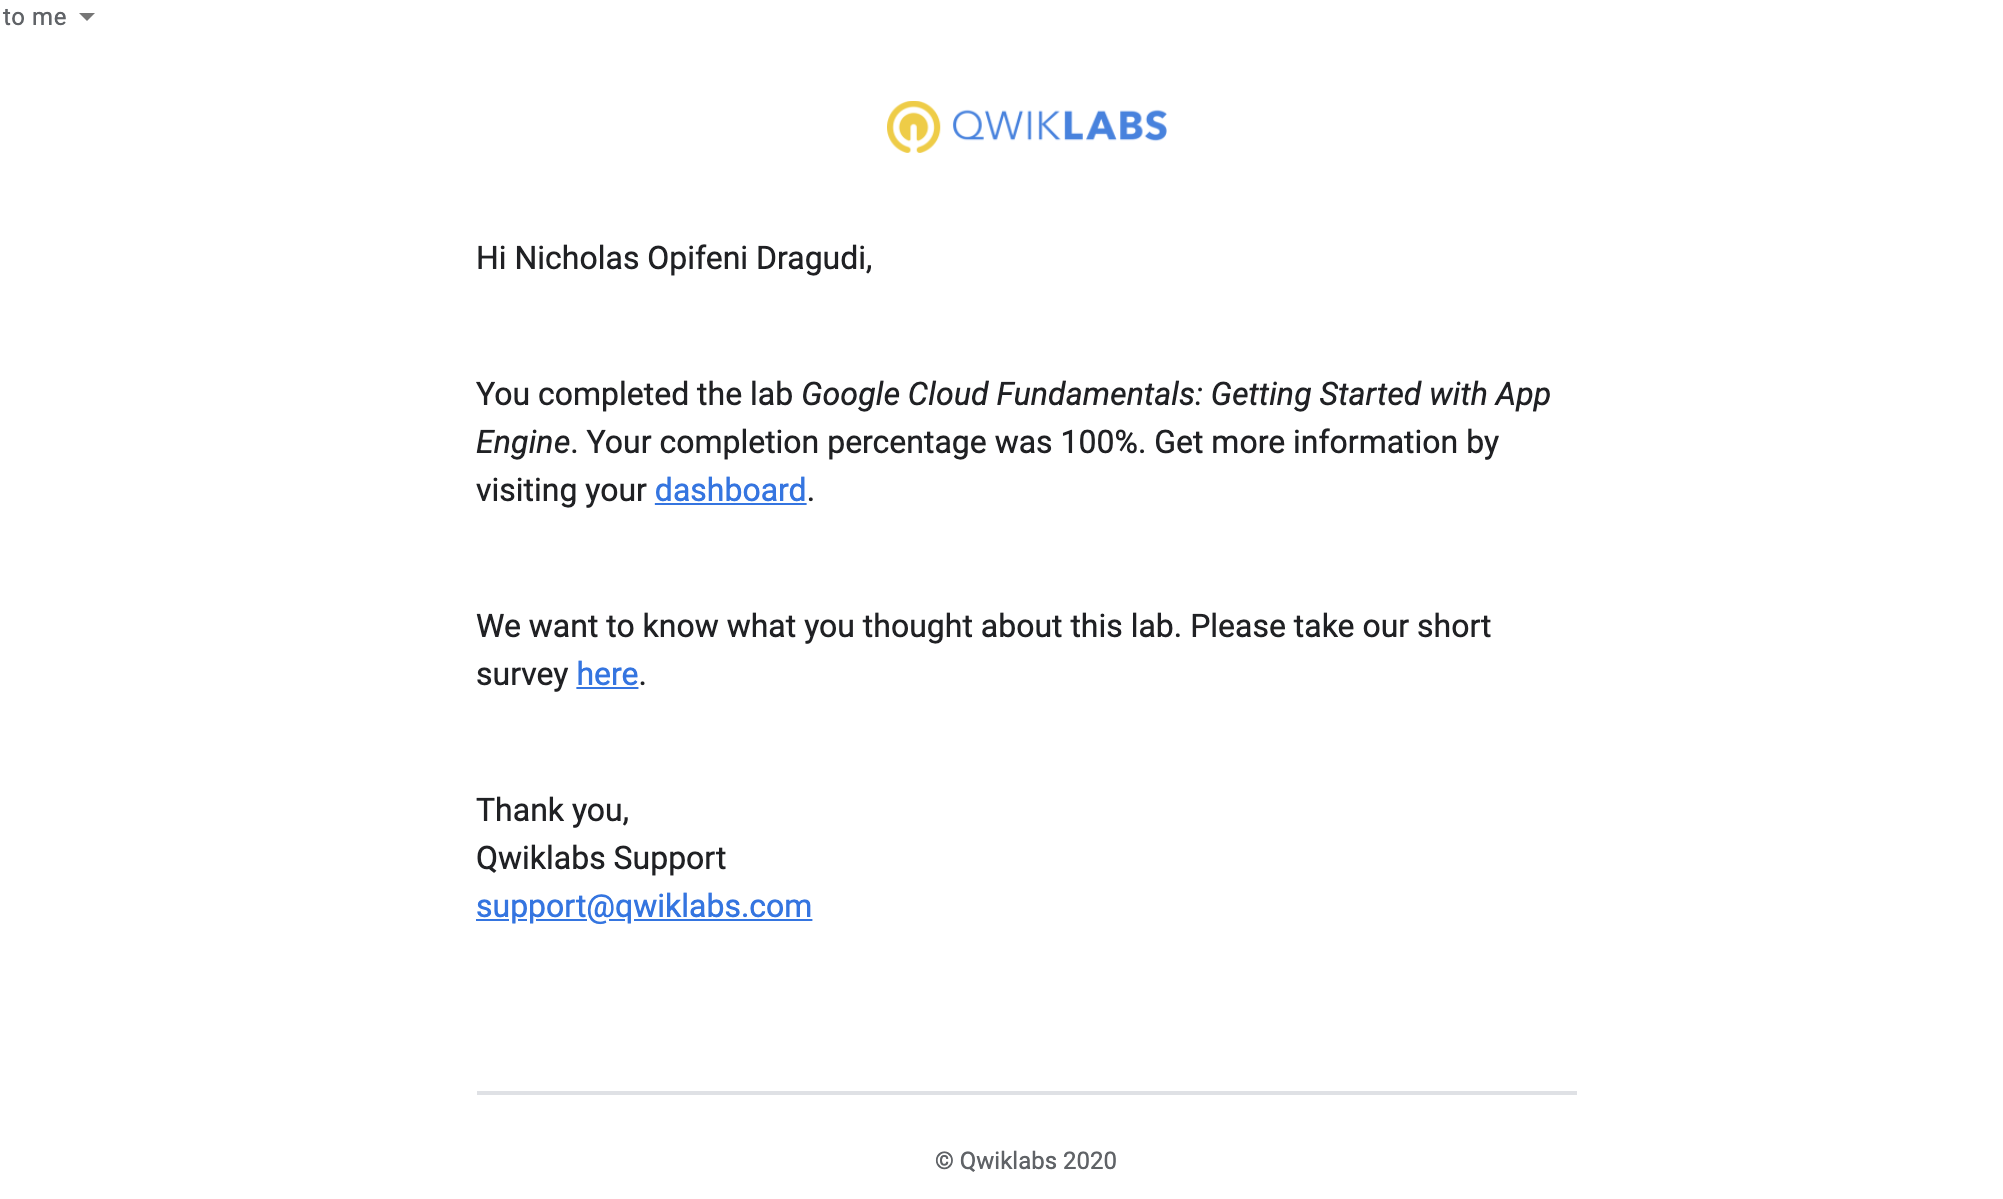 to me
QWIKLABS
Hi Nicholas Opifeni Dragudi,
You completed the lab Google Cloud Fundamentals: Getting Started with App
Engine. Your completion percentage was 100%. Get more information by
visiting your dashboard.
We want to know what you thought about this lab. Please take our short
survey here.
Thank you,
Qwiklabs Support
support@qwiklabs.com
© Qwiklabs 2020